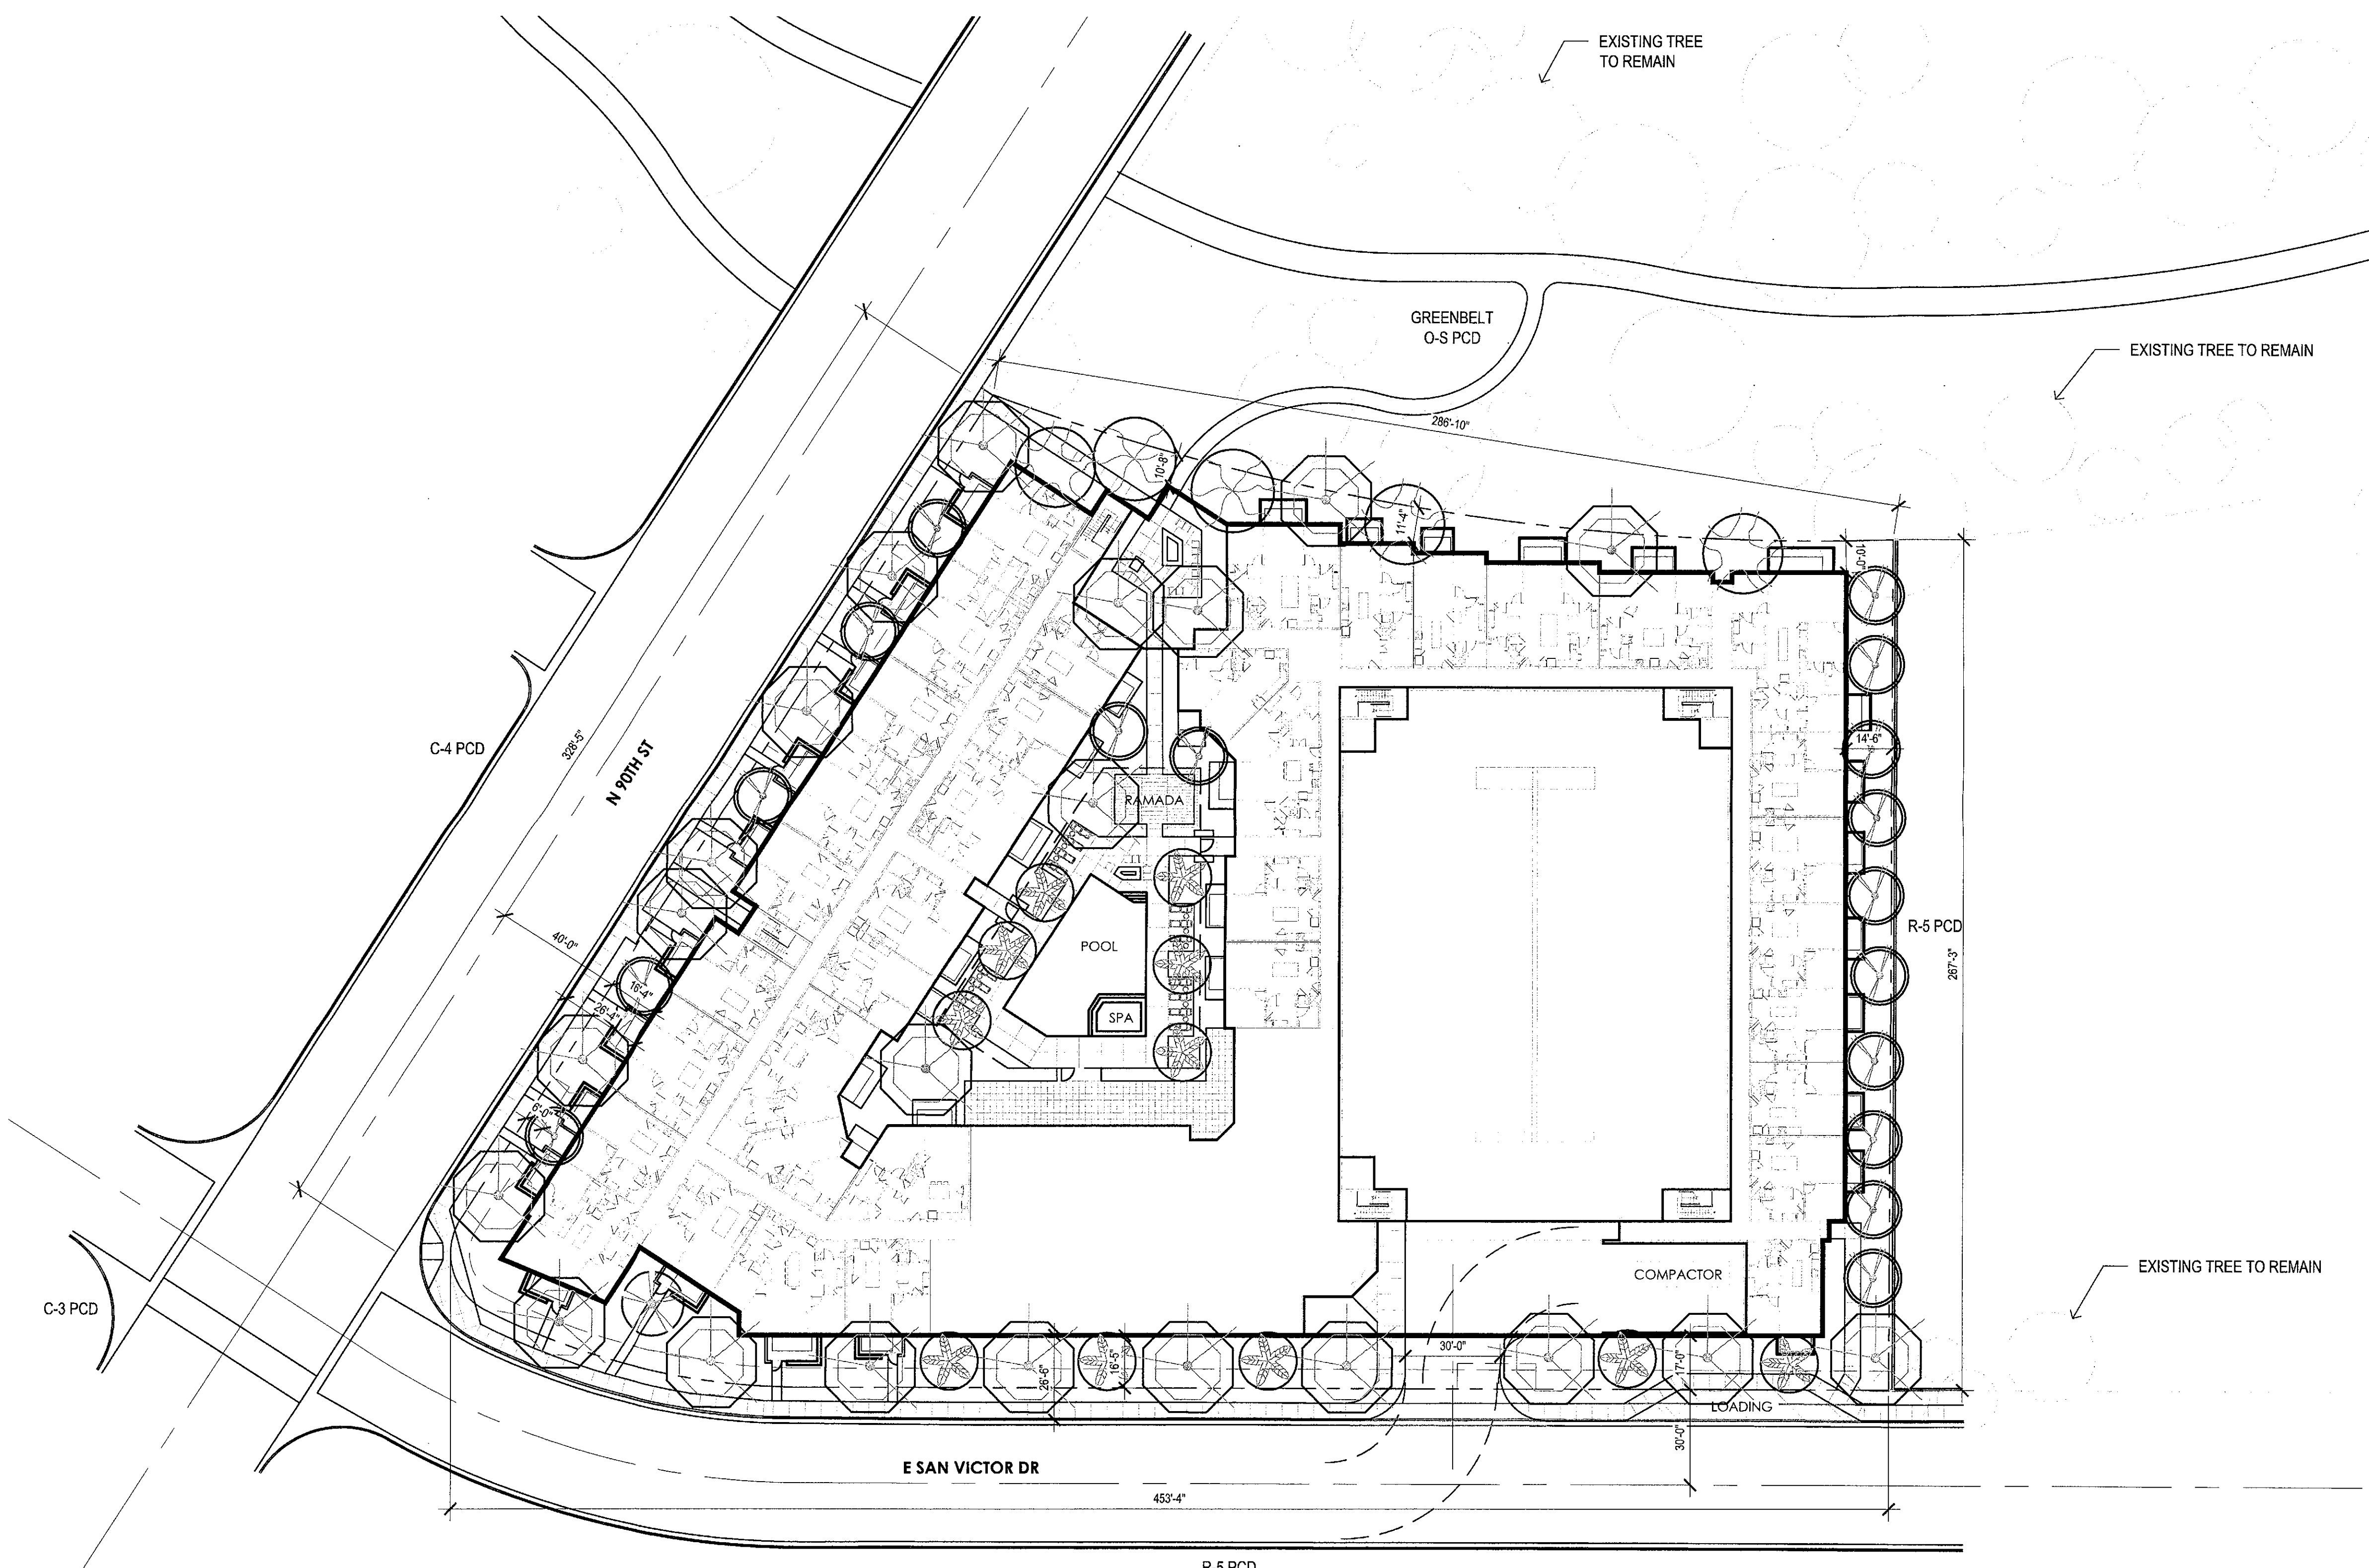 EXISTING TREE
TO REMAIN
GREENBELT
O-S PCD
EXISTING TREE TO REMAIN
286'-10"
10'-8"
11'-4"
10'-0"
C-4 PCD
328'-5"
N 90TH ST
14'-6"
RAMADA
R-5 PCD
267'-3"
POOL
40'-0"
16'-4"
26'-4"
SPA
6'-0"
COMPACTOR
EXISTING TREE TO REMAIN
C-3 PCD
30'-0"
16'-5"
26'-6"
17'-0"
LOADING
30'-0"
E SAN VICTOR DR
453'-4"
R-5 PCD